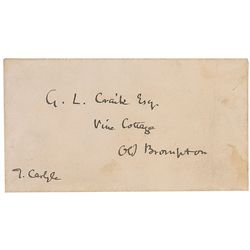 G. L. Craik Esq.
Vine Cottage
Old Brompton
T. Carlyle